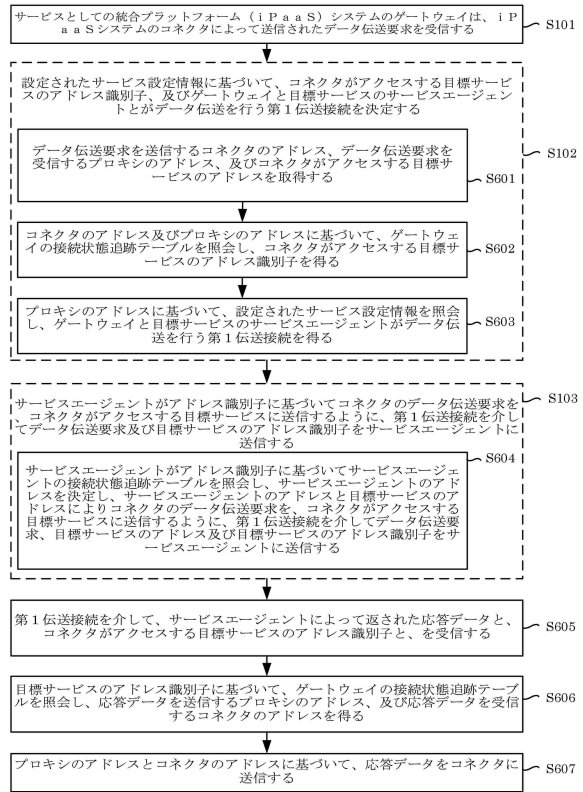 サービスとしての統合プラットフォーム（ｉＰａａＳ）システムのゲートウェイは、ｉＰ
ａａＳシステムのコネクタによって送信されたデータ伝送要求を受信する
S101
設定されたサービス設定情報に基づいて、コネクタがアクセスする目標サービ
スのアドレス識別子、及びゲートウェイと目標サービスのサービスエージェン
トとがデータ伝送を行う第１伝送接続を決定する
S102
データ伝送要求を送信するコネクタのアドレス、データ伝送要求を
受信するプロキシのアドレス、及びコネクタがアクセスする目標サ
ービスのアドレスを取得する
S601
コネクタのアドレス及びプロキシのアドレスに基づいて、ゲートウェ
イの接続状態追跡テーブルを照会し、コネクタがアクセスする目標サ
ービスのアドレス識別子を得る
S602
プロキシのアドレスに基づいて、設定されたサービス設定情報を照会
し、ゲートウェイと目標サービスのサービスエージェントがデータ伝
送を行う第１伝送接続を得る
S603
S103
サービスエージェントがアドレス識別子に基づいてコネクタのデータ伝送要求を
、コネクタがアクセスする目標サービスに送信するように、第１伝送接続を介し
てデータ伝送要求及び目標サービスのアドレス識別子をサービスエージェントに
送信する
S604
サービスエージェントがアドレス識別子に基づいてサービスエージェ
ントの接続状態追跡テーブルを照会し、サービスエージェントのアド
レスを決定し、サービスエージェントのアドレスと目標サービスのア
ドレスによりコネクタのデータ伝送要求を、コネクタがアクセスする
目標サービスに送信するように、第１伝送接続を介してデータ伝送要
求、目標サービスのアドレス及び目標サービスのアドレス識別子をサ
ービスエージェントに送信する
第１伝送接続を介して、サービスエージェントによって返された応答データと、
コネクタがアクセスする目標サービスのアドレス識別子と、を受信する
S605
目標サービスのアドレス識別子に基づいて、ゲートウェイの接続状態追跡テーブ
ルを照会し、応答データを送信するプロキシのアドレス、及び応答データを受信
するコネクタのアドレスを得る
S606
プロキシのアドレスとコネクタのアドレスに基づいて、応答データをコネクタに
送信する
S607